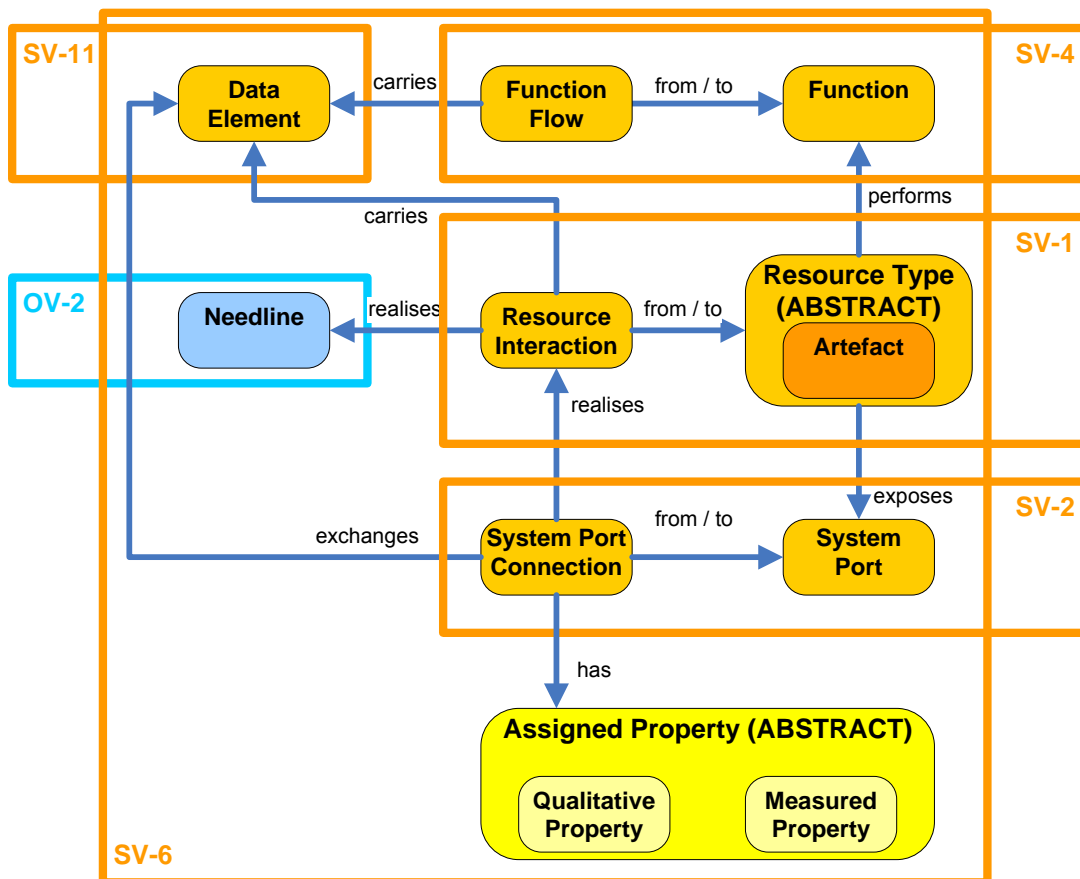 SV-11
SV-4
Data
Element
carries
Function
Flow
from / to
Function
carries
performs
SV-1
OV-2
Needline
realises
Resource
Interaction
from / to
Resource Type
(ABSTRACT)
Artefact
realises
exposes
SV-2
exchanges
System Port
Connection
from / to
System
Port
has
Assigned Property (ABSTRACT)
Qualitative
Property
Measured
Property
SV-6